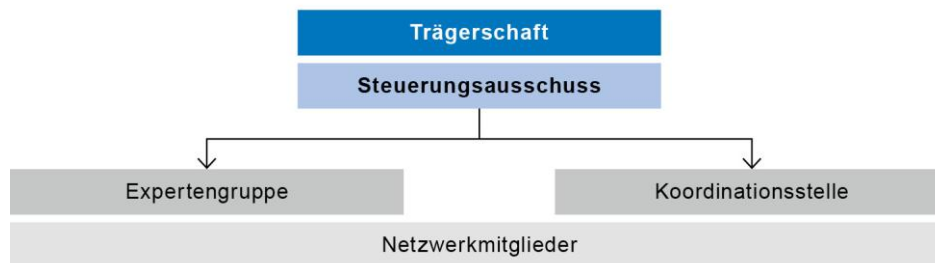 Trägerschaft
Steuerungsausschuss
Expertengruppe
Koordinationsstelle
Netzwerkmitglieder